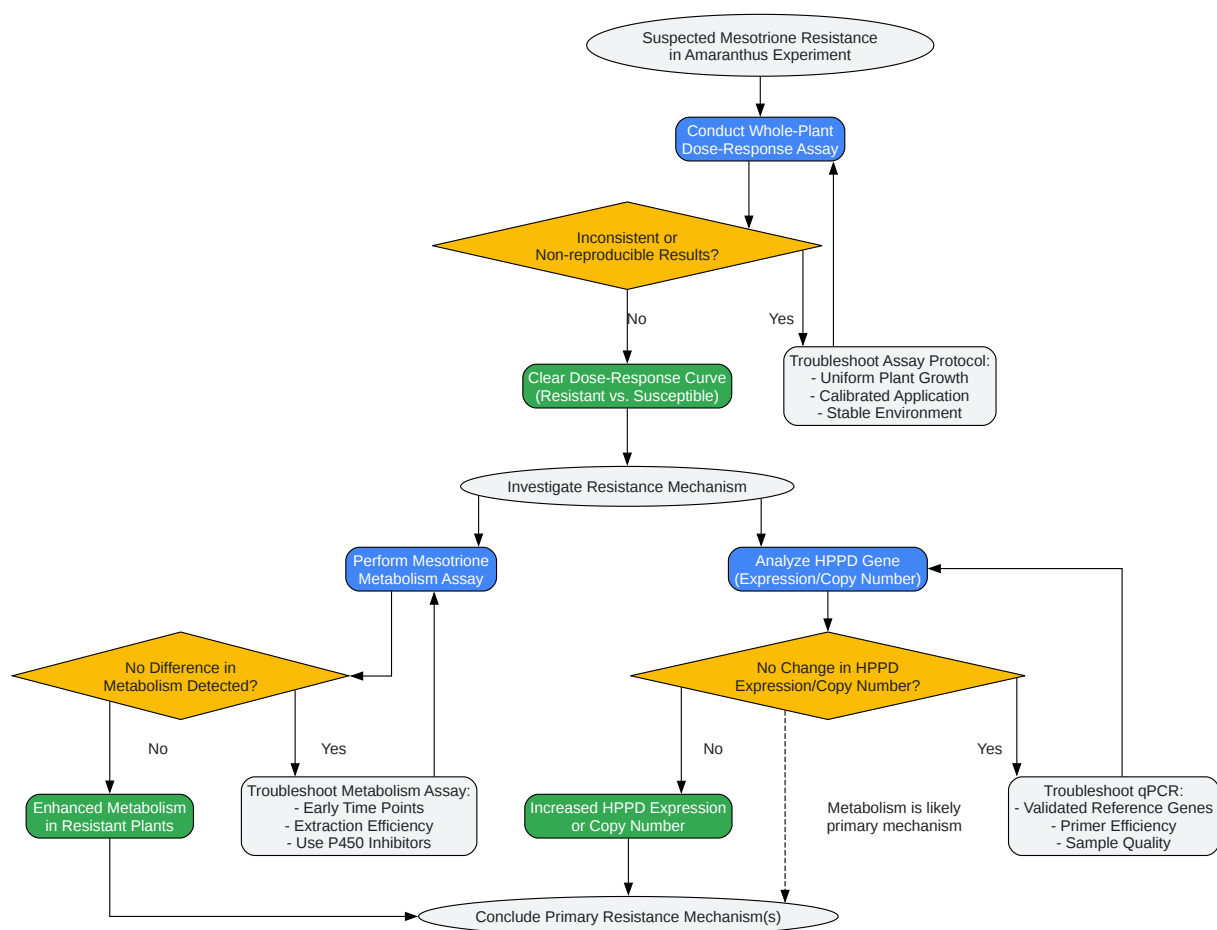 Suspected Mesotrione Resistance
in Amaranthus Experiment
Conduct Whole-Plant
Dose-Response Assay
Inconsistent or
Non-reproducible Results?
No
Yes
Clear Dose-Response Curve
(Resistant vs. Susceptible)
Troubleshoot Assay Protocol:
- Uniform Plant Growth
- Calibrated Application
- Stable Environment
Investigate Resistance Mechanism
Perform Mesotrione
Metabolism Assay
Analyze HPPD Gene
(Expression/Copy Number)
No Difference in
Metabolism Detected?
No Change in HPPD
Expression/Copy Number?
No
Yes
No
Yes
Enhanced Metabolism
in Resistant Plants
Troubleshoot Metabolism Assay:
- Early Time Points
- Extraction Efficiency
- Use P450 Inhibitors
Increased HPPD Expression
or Copy Number
Metabolism is likely
primary mechanism
Troubleshoot qPCR:
- Validated Reference Genes
- Primer Efficiency
- Sample Quality
Conclude Primary Resistance Mechanism(s)